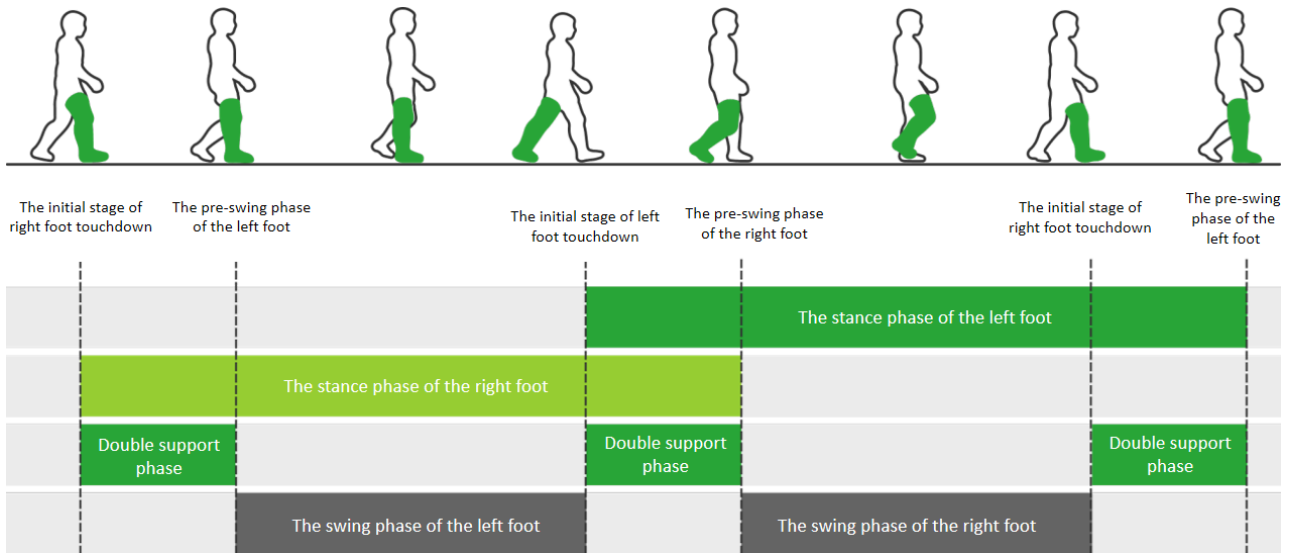 The initial stage of
right foot touchdown
The pre-swing phase
of the left foot
The initial stage of left
foot touchdown
The pre-swing phase
of the right foot
The initial stage of
right foot touchdown
The pre-swing
phase of the
left foot
The stance phase of the left foot
The stance phase of the right foot
Double support
phase
Double support
phase
Double support
phase
The swing phase of the left foot
The swing phase of the right foot